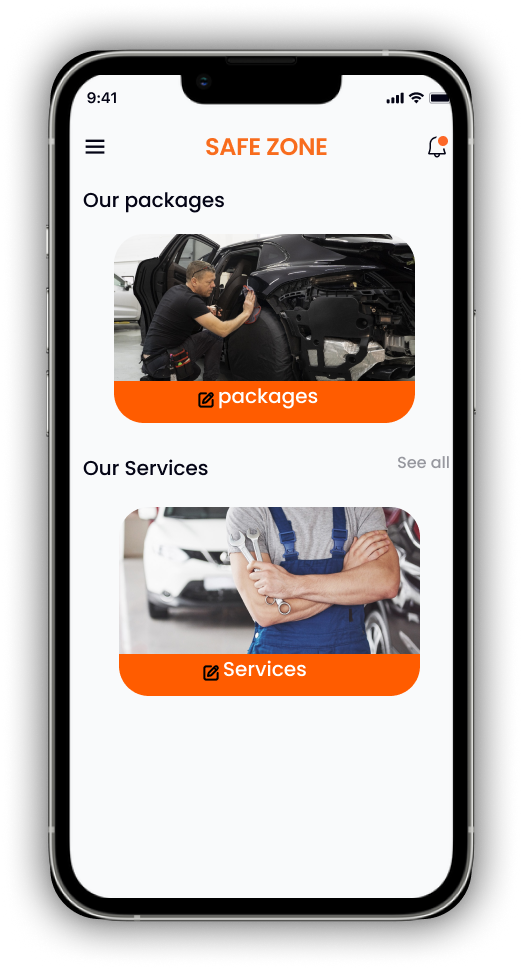 9:41
SAFE ZONE
Our packages
packages
Our Services
See all
Services